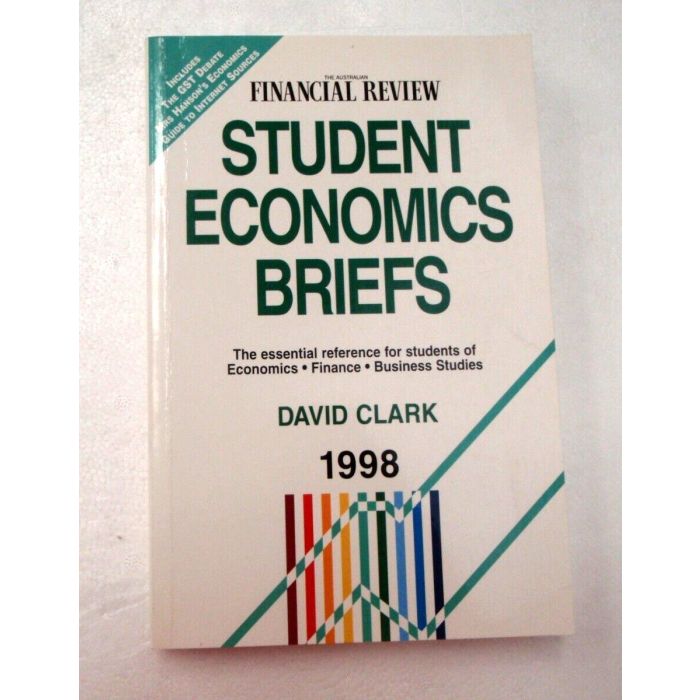 INCLUDES
THE GST DEBATE
MRS HANSON'S ECONOMICS
GUIDE TO INTERNET SOURCES
THE AUSTRALIAN
FINANCIAL REVIEW
STUDENT
ECONOMICS
BRIEFS
The essential reference for students of
Economics • Finance • Business Studies
DAVID CLARK
1998